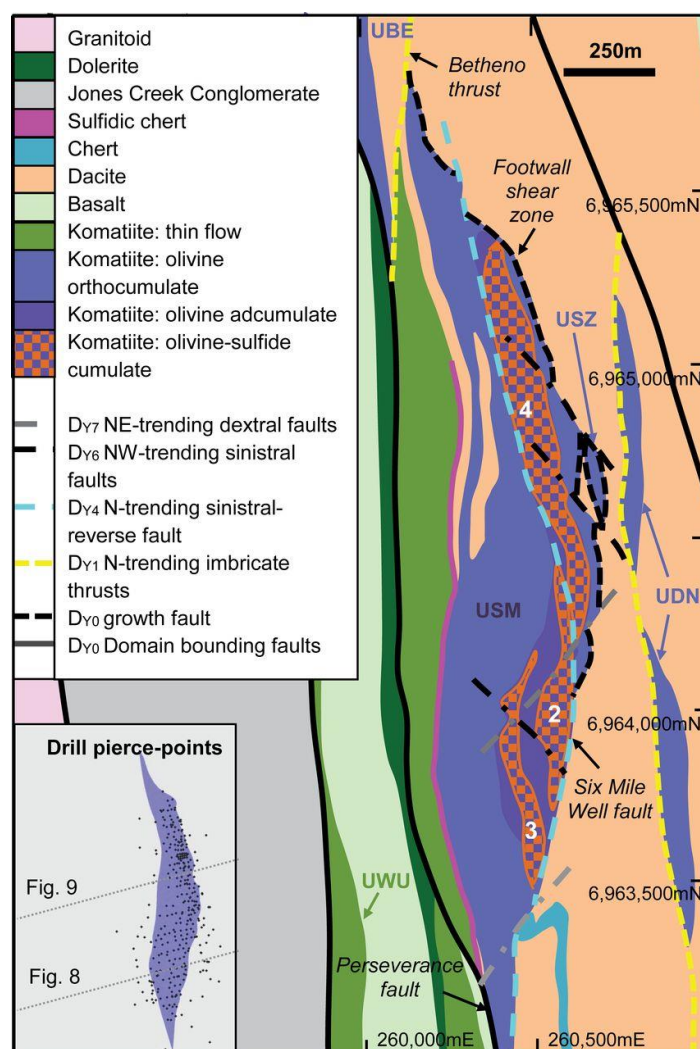 Granitoid
Dolerite
Jones Creek Conglomerate
Sulfidic chert
Chert
Dacite
Basalt
Komatiite: thin flow
Komatiite: olivine
orthocumulate
Komatiite: olivine adcumulate
Komatiite: olivine-sulfide
cumulate
DY7 NE-trending dextral faults
DY6 NW-trending sinistral
faults
DY4 N-trending sinistral-
reverse fault
DY1 N-trending imbricate
thrusts
DY0 growth fault
DY0 Domain bounding faults
UBE
Betheno
thrust
250m
Footwall
shear
zone
6,965,500mN
USZ
6,965,000mN
4
USM
UDN
2
6,964,000mN
Six Mile
Well fault
3
6,963,500mN
UWU
Perseverance
fault
260,000mE
260,500mE
Drill pierce-points
Fig. 9
Fig. 8